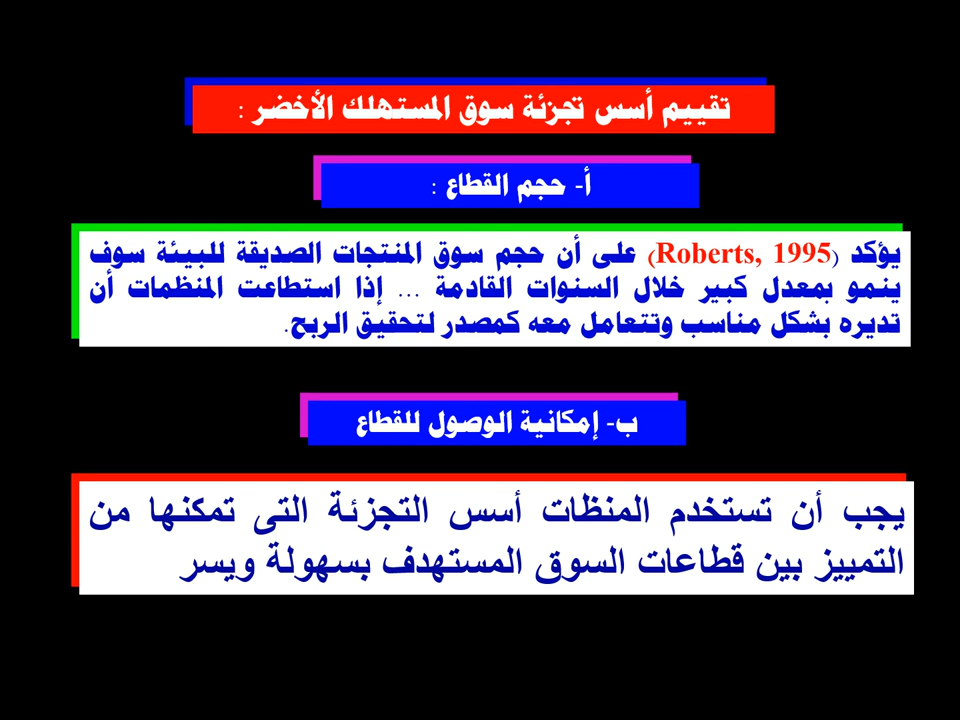 تقييم أسس تجزئة سوق المستهلك الأخضر :
أ- حجم القطاع :
يؤكد (Roberts, 1995) على أن حجم سوق المنتجات الصديقة للبيئة سوف
ينمو بمعدل كبير خلال السنوات القادمة ... إذا استطاعت المنظمات أن
تديره بشكل مناسب وتتعامل معه كمصدر لتحقيق الربح.
ب- إمكانية الوصول للقطاع
يجب أن تستخدم المنظات أسس التجزئة التى تمكنها من
التمييز بين قطاعات السوق المستهدف بسهولة ويسر